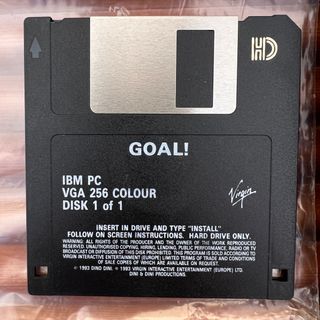 HD
GOAL!
IBM PC
VGA 256 COLOUR
DISK 1 of 1
Virgin
INSERT IN DRIVE AND TYPE "INSTALL"
FOLLOW ON SCREEN INSTRUCTIONS. HARD DRIVE ONLY.
WARNING: ALL RIGHTS OF THE PRODUCER AND THE OWNER OF THE WORK REPRODUCED
RESERVED. UNAUTHORISED COPYING, HIRING, LENDING, PUBLIC PERFORMANCE, RADIO OR TV
BROADCASTING OR DIFFUSION OF THIS DISK PROHIBITED. THIS PROGRAM IS SOLD ACCORDING TO
VIRGIN INTERACTIVE ENTERTAINMENT (EUROPE) LIMITED TERMS OF TRADE AND CONDITIONS
OF SALE COPIES OF WHICH ARE AVAILABLE ON REQUEST.
© 1993 DINO DINI. © 1993 VIRGIN INTERACTIVE ENTERTAINMENT (EUROPE) LTD.
DINI & DINI PRODUCTIONS.